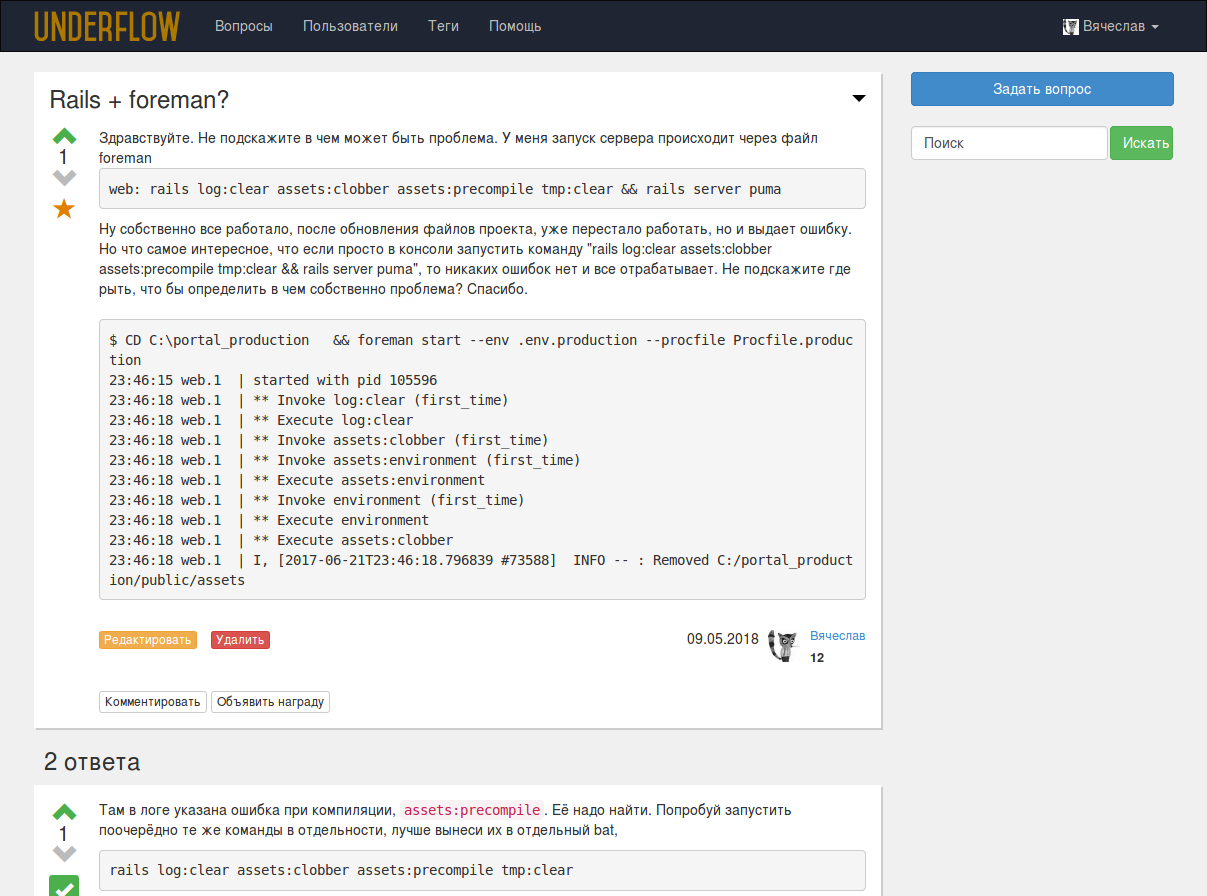 UNDERFLOW Вопросы Пользователи Теги Помощь Вячеслав
Rails + foreman?
Задать вопрос
Поиск Искать
1
Здравствуйте. Не подскажите в чем может быть проблема. У меня запуск сервера происходит через файл
foreman
web: rails log:clear assets:clobber assets:precompile tmp:clear && rails server puma
Ну собственно все работало, после обновления файлов проекта, уже перестало работать, но и выдает ошибку.
Но что самое интересное, что если просто в консоли запустить команду "rails log:clear assets:clobber
assets:precompile tmp:clear && rails server puma", то никаких ошибок нет и все отрабатывает. Не подскажите где
рыть, что бы определить в чем собственно проблема? Спасибо.
$ CD C:\portal_production   && foreman start --env .env.production --procfile Procfile.produc
tion
23:46:15 web.1  | started with pid 105596
23:46:18 web.1  | ** Invoke log:clear (first_time)
23:46:18 web.1  | ** Execute log:clear
23:46:18 web.1  | ** Invoke assets:clobber (first_time)
23:46:18 web.1  | ** Invoke assets:environment (first_time)
23:46:18 web.1  | ** Execute assets:environment
23:46:18 web.1  | ** Invoke environment (first_time)
23:46:18 web.1  | ** Execute environment
23:46:18 web.1  | ** Execute assets:clobber
23:46:18 web.1  | I, [2017-06-21T23:46:18.796839 #73588]  INFO -- : Removed C:/portal_product
ion/public/assets
Редактировать Удалить 09.05.2018 Вячеслав
12
Комментировать Объявить награду
2 ответа
1
Там в логе указана ошибка при компиляции, assets:precompile . Её надо найти. Попробуй запустить
поочерёдно те же команды в отдельности, лучше вынеси их в отдельный bat,
rails log:clear assets:clobber assets:precompile tmp:clear